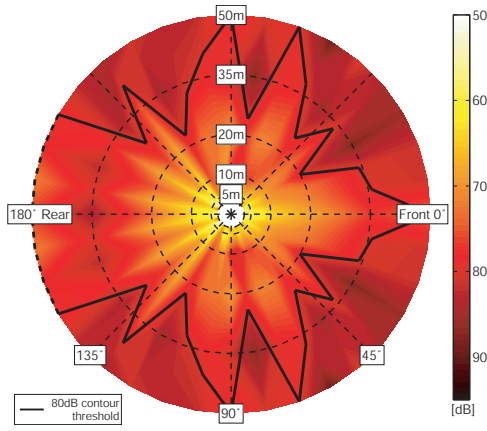 50m
50
35m
60
20m
10m
5m
70
180° Rear
Front 0°
80
135°
45°
90
80dB contour
threshold
90°
[dB]